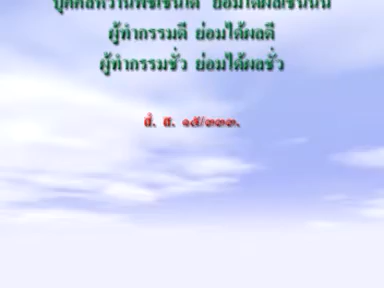 บุคคลหว่านพืชเช่นใด ย่อมได้ผลเช่นนั้น
ผู้ทำกรรมดี ย่อมได้ผลดี
ผู้ทำกรรมชั่ว ย่อมได้ผลชั่ว
สํ. ส. ๑๕/๓๓๓.